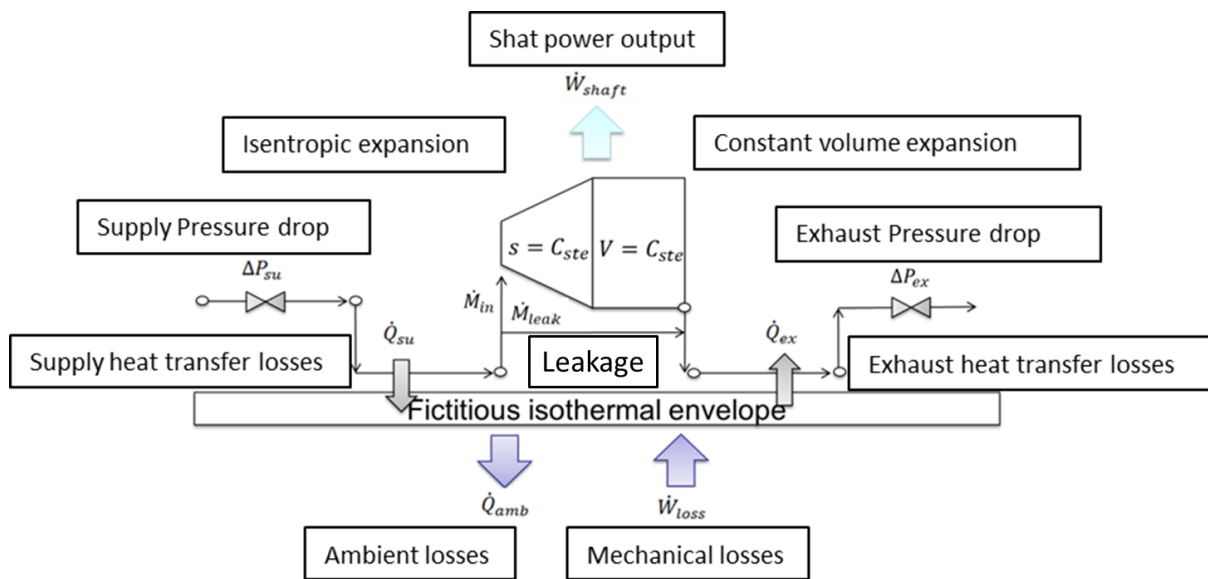 Shat power output
Ẇshaft
Isentropic expansion
Constant volume expansion
Supply Pressure drop
Exhaust Pressure drop
s = Cste
V = Cste
ΔPsu
ΔPex
Ṁin
Ṁleak
Q̇su
Q̇ex
Supply heat transfer losses
Leakage
Exhaust heat transfer losses
Fictitious isothermal envelope
Q̇amb
Ẇloss
Ambient losses
Mechanical losses